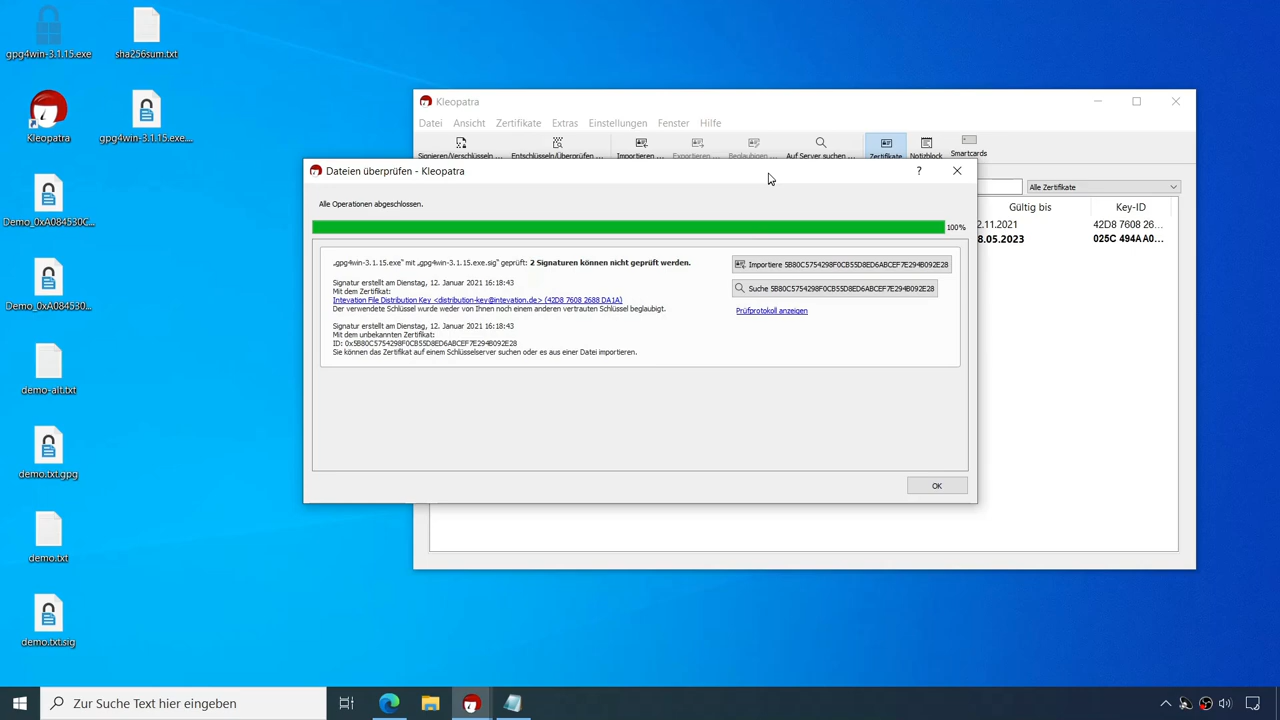 gpg4win-3.1.15.exe
sha256sum.txt
Kleopatra
gpg4win-3.1.15.exe....
Demo_0xA084530C...
Demo_0xA084530...
demo-alt.txt
demo.txt.gpg
demo.txt
demo.txt.sig
Kleopatra
Datei Ansicht Zertifikate Extras Einstellungen Fenster Hilfe
Signieren/Verschlüsseln ... Entschlüsseln/Überprüfen ... Importieren ... Exportieren ... Beglaubigen ... Auf Server suchen ... Zertifikate Notizblock Smartcards
Alle Zertifikate
Gültig bis Key-ID
2.11.2021 42D8 7608 26...
8.05.2023 025C 494A A0...
Dateien überprüfen - Kleopatra
?
Alle Operationen abgeschlossen.
100%
„gpg4win-3.1.15.exe" mit „gpg4win-3.1.15.exe.sig" geprüft: 2 Signaturen können nicht geprüft werden.
Signatur erstellt am Dienstag, 12. Januar 2021 16:18:43
Mit dem Zertifikat:
Intevation File Distribution Key <distribution-key@intevation.de> (42D8 7608 2688 DA1A)
Der verwendete Schlüssel wurde weder von Ihnen noch einem anderen vertrauten Schlüssel beglaubigt.
Signatur erstellt am Dienstag, 12. Januar 2021 16:18:43
Mit dem unbekannten Zertifikat:
ID: 0x5B80C5754298F0CB55D8ED6ABCEF7E294B092E28
Sie können das Zertifikat auf einem Schlüsselserver suchen oder es aus einer Datei importieren.
Importiere 5B80C5754298F0CB55D8ED6ABCEF7E294B092E28
Suche 5B80C5754298F0CB55D8ED6ABCEF7E294B092E28
Prüfprotokoll anzeigen
OK
Zur Suche Text hier eingeben